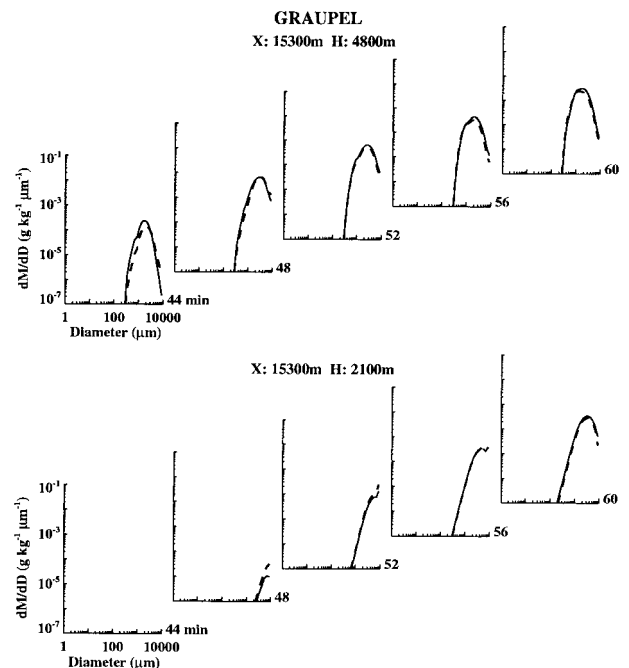 GRAUPEL
X: 15300m H: 4800m
60
56
52
48
44 min
10⁻¹
10⁻³
10⁻⁵
10⁻⁷
dM/dD (g kg⁻¹ μm⁻¹)
1 100 10000
Diameter (μm)
X: 15300m H: 2100m
60
56
52
48
44 min
10⁻¹
10⁻³
10⁻⁵
10⁻⁷
dM/dD (g kg⁻¹ μm⁻¹)
1 100 10000
Diameter (μm)